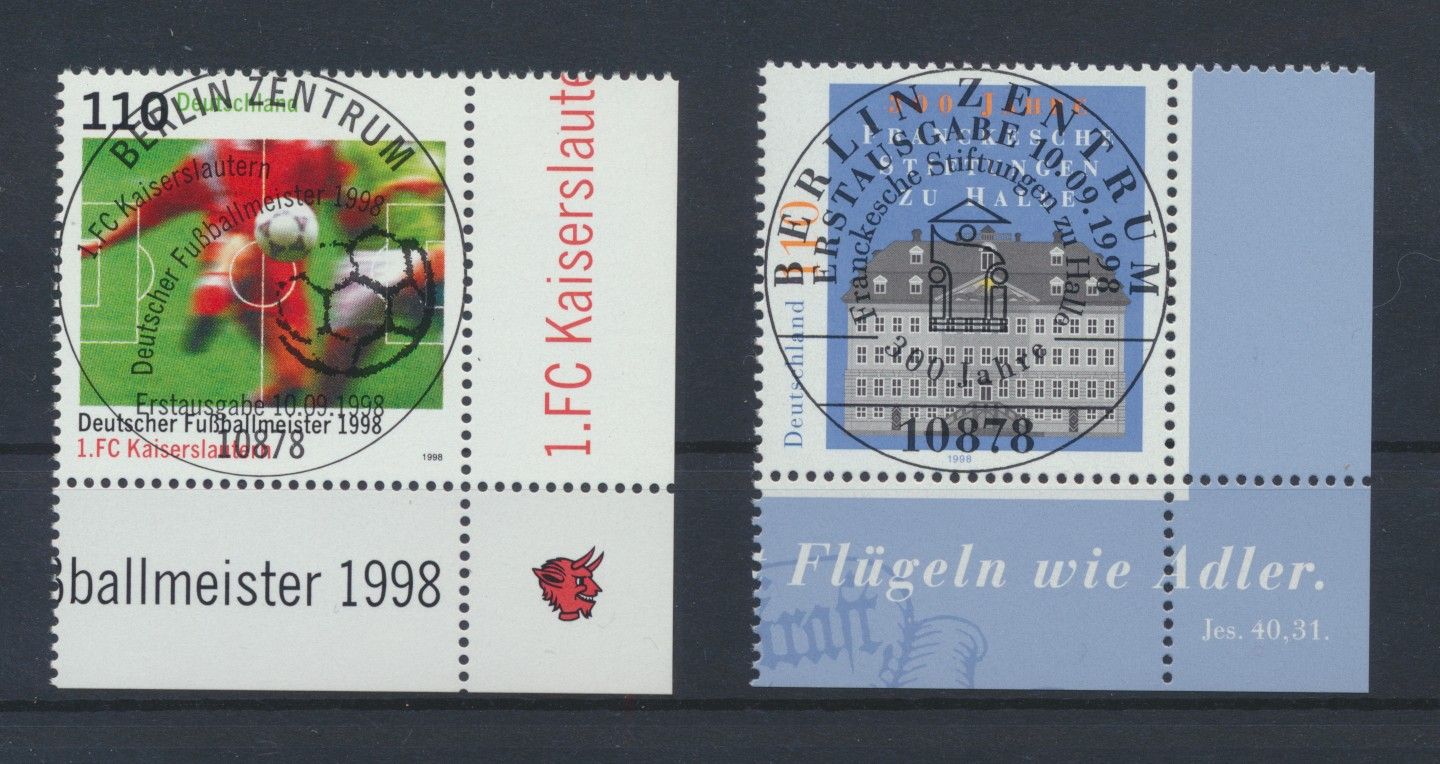 110 Deutschland
BERLIN ZENTRUM
1.FC Kaiserslautern
Deutscher Fußballmeister 1998
Erstausgabe 10.09.1998
10878
Deutscher Fußballmeister 1998
1.FC Kaiserslautern
1998
1.FC Kaiserslaute
ßballmeister 1998
BERLIN ZENTRUM
ERSTAUSGABE 10.09.1998
Franckesche Stiftungen zu Halle
300 Jahre
10878
300 JAHRE
FRANCKESCHE
STIFTUNGEN
ZU HALLE
110
Deutschland
1998
Flügeln wie Adler.
Jes. 40,31.
kraft,